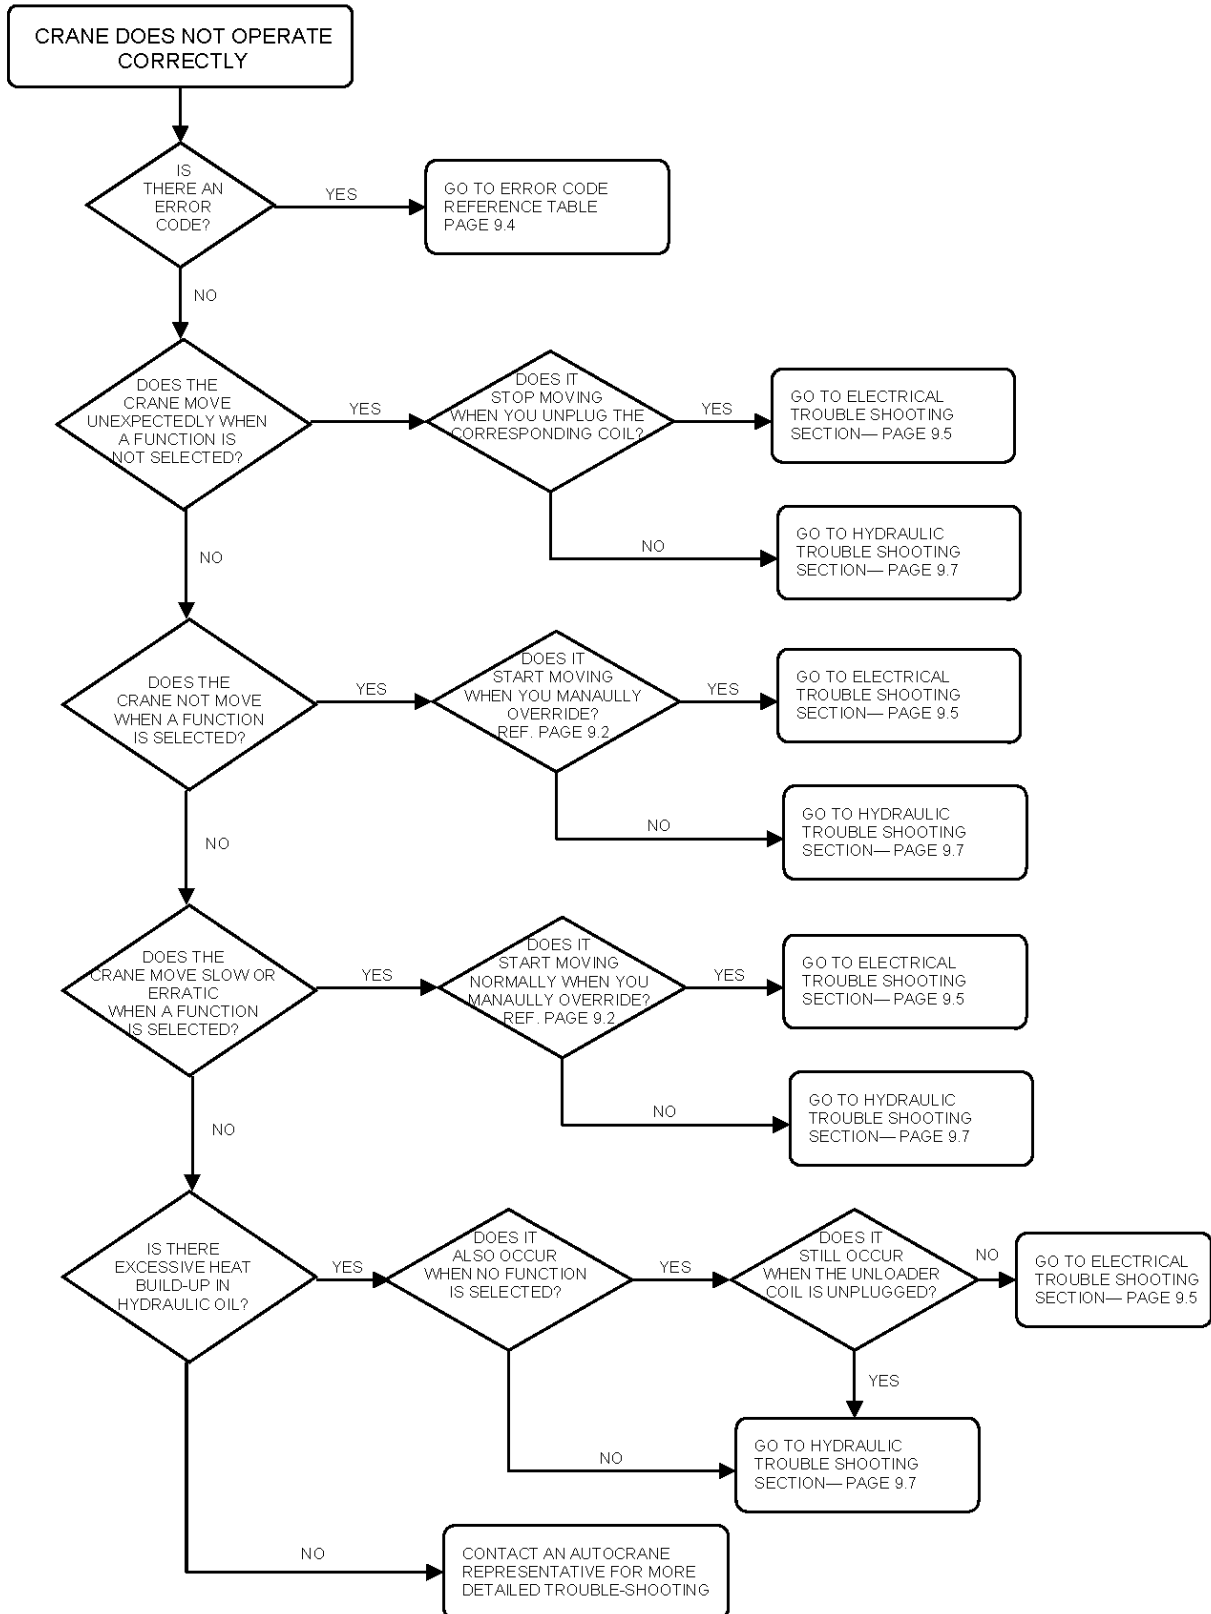 CRANE DOES NOT OPERATE
CORRECTLY
IS
THERE AN
ERROR
CODE?
YES
GO TO ERROR CODE
REFERENCE TABLE
PAGE 9.4
NO
DOES THE
CRANE MOVE
UNEXPECTEDLY WHEN
A FUNCTION IS
NOT SELECTED?
YES
DOES IT
STOP MOVING
WHEN YOU UNPLUG THE
CORRESPONDING COIL?
YES
GO TO ELECTRICAL
TROUBLE SHOOTING
SECTION— PAGE 9.5
NO
GO TO HYDRAULIC
TROUBLE SHOOTING
SECTION— PAGE 9.7
NO
DOES THE
CRANE NOT MOVE
WHEN A FUNCTION
IS SELECTED?
YES
DOES IT
START MOVING
WHEN YOU MANAULLY
OVERRIDE?
REF. PAGE 9.2
YES
GO TO ELECTRICAL
TROUBLE SHOOTING
SECTION— PAGE 9.5
NO
GO TO HYDRAULIC
TROUBLE SHOOTING
SECTION— PAGE 9.7
NO
DOES THE
CRANE MOVE SLOW OR
ERRATIC
WHEN A FUNCTION
IS SELECTED?
YES
DOES IT
START MOVING
NORMALLY WHEN YOU
MANAULLY OVERRIDE?
REF. PAGE 9.2
YES
GO TO ELECTRICAL
TROUBLE SHOOTING
SECTION— PAGE 9.5
NO
GO TO HYDRAULIC
TROUBLE SHOOTING
SECTION— PAGE 9.7
NO
IS THERE
EXCESSIVE HEAT
BUILD-UP IN
HYDRAULIC OIL?
YES
DOES IT
ALSO OCCUR
WHEN NO FUNCTION
IS SELECTED?
YES
DOES IT
STILL OCCUR
WHEN THE UNLOADER
COIL IS UNPLUGGED?
NO
GO TO ELECTRICAL
TROUBLE SHOOTING
SECTION— PAGE 9.5
YES
NO
GO TO HYDRAULIC
TROUBLE SHOOTING
SECTION— PAGE 9.7
NO
CONTACT AN AUTOCRANE
REPRESENTATIVE FOR MORE
DETAILED TROUBLE-SHOOTING